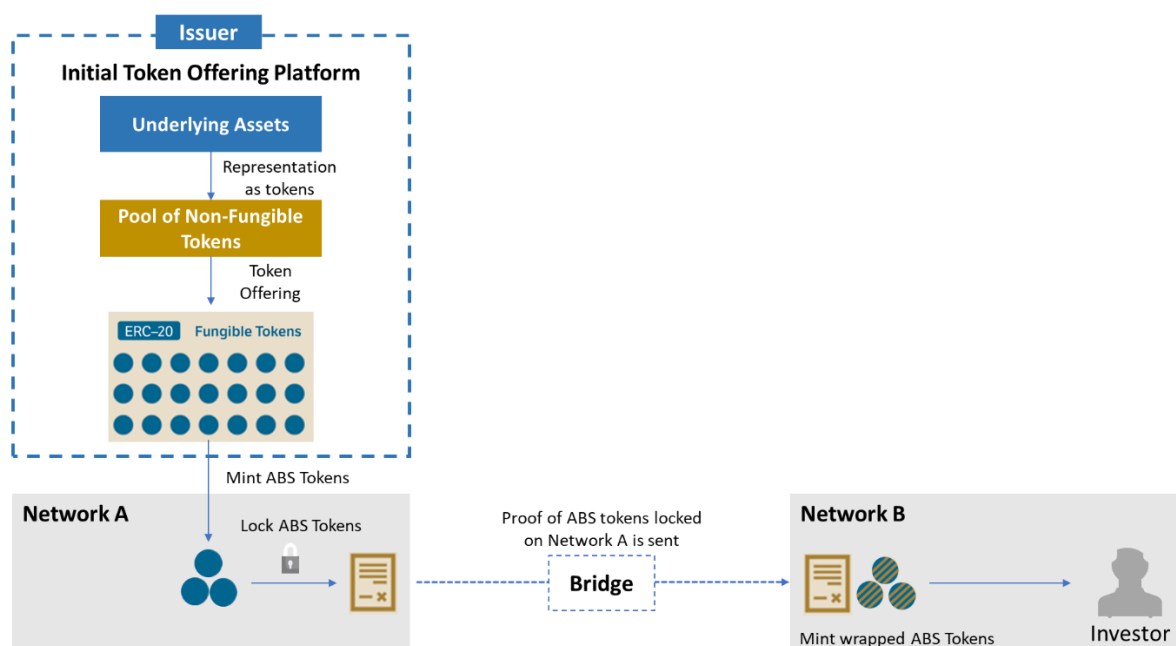 Issuer
Initial Token Offering Platform
Underlying Assets
Representation
as tokens
Pool of Non-Fungible
Tokens
Token
Offering
ERC–20
Fungible Tokens
Mint ABS Tokens
Network A
Lock ABS Tokens
Proof of ABS tokens locked
on Network A is sent
Bridge
Network B
Mint wrapped ABS Tokens
Investor